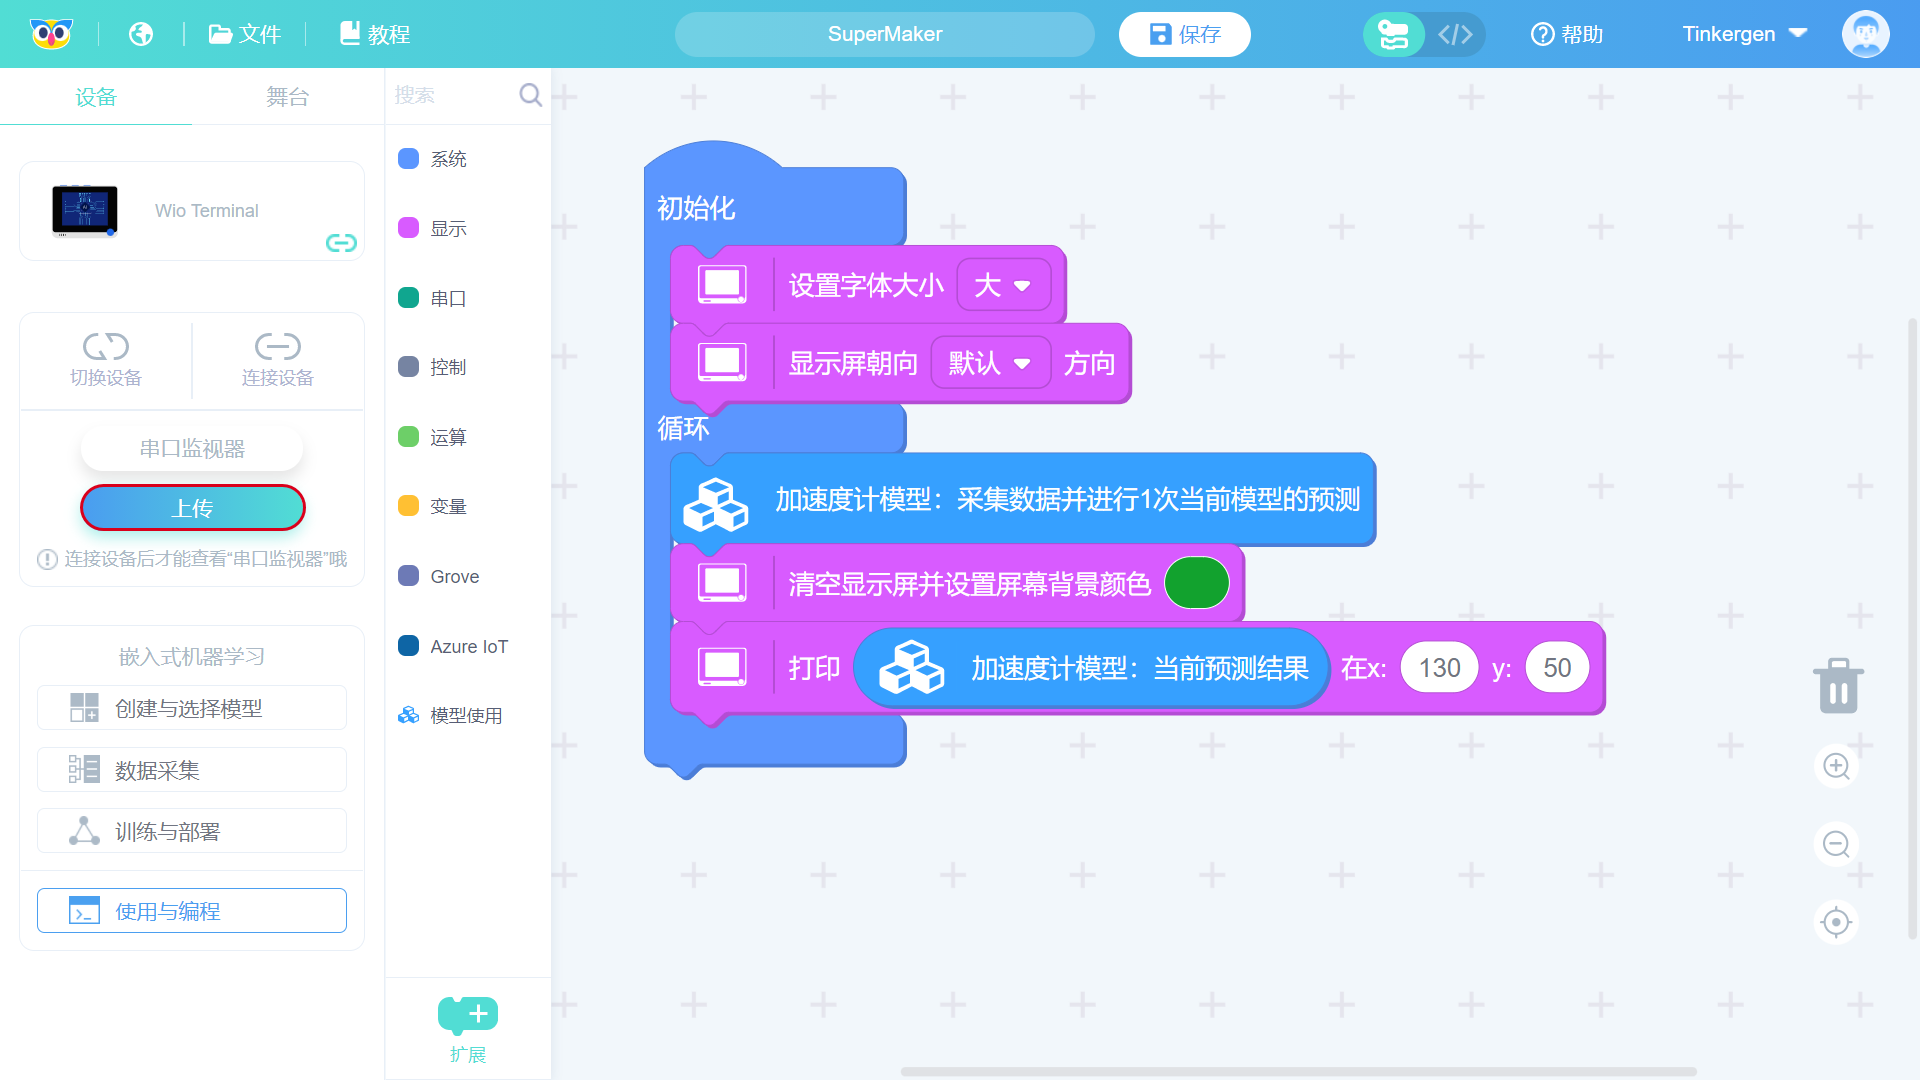 文件
教程
SuperMaker
保存
</>
帮助
Tinkergen
设备
舞台
搜索
Wio Terminal
切换设备
连接设备
串口监视器
上传
连接设备后才能查看“串口监视器”哦
嵌入式机器学习
创建与选择模型
数据采集
训练与部署
使用与编程
系统
显示
串口
控制
运算
变量
Grove
Azure IoT
模型使用
扩展
初始化
设置字体大小 大
显示屏朝向 默认 方向
循环
加速度计模型：采集数据并进行1次当前模型的预测
清空显示屏并设置屏幕背景颜色
打印 加速度计模型：当前预测结果 在x: 130 y: 50